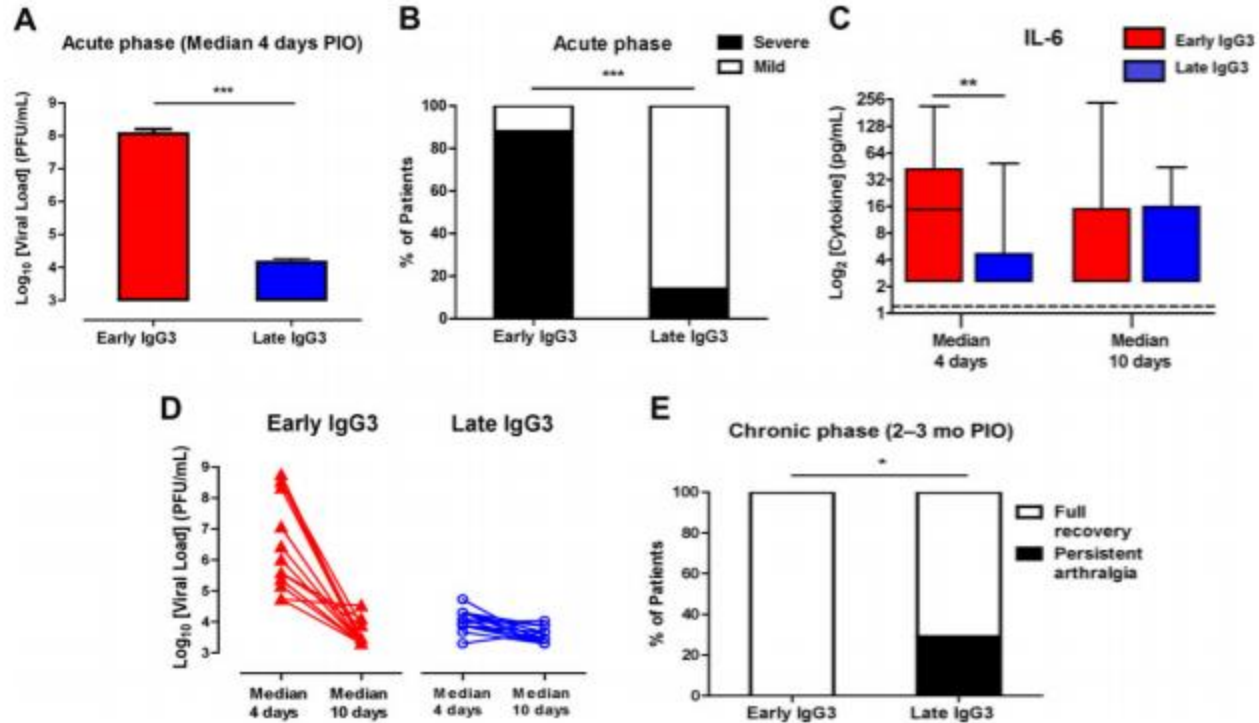 A
Acute phase (Median 4 days PIO)
***
Log10 [Viral Load] (PFU/mL)
9
8
7
6
5
4
3
Early IgG3
Late IgG3
B
Acute phase
Severe
Mild
***
% of Patients
100
80
60
40
20
0
Early IgG3
Late IgG3
C
IL-6
Early IgG3
Late IgG3
**
Log2 [Cytokine] (pg/mL)
256
128
64
32
16
8
4
2
1
Median
4 days
Median
10 days
D
Early IgG3
Late IgG3
Log10 [Viral Load] (PFU/mL)
9
8
7
6
5
4
3
Median
4 days
Median
10 days
Median
4 days
Median
10 days
E
Chronic phase (2–3 mo PIO)
*
% of Patients
100
80
60
40
20
0
Full
recovery
Persistent
arthralgia
Early IgG3
Late IgG3